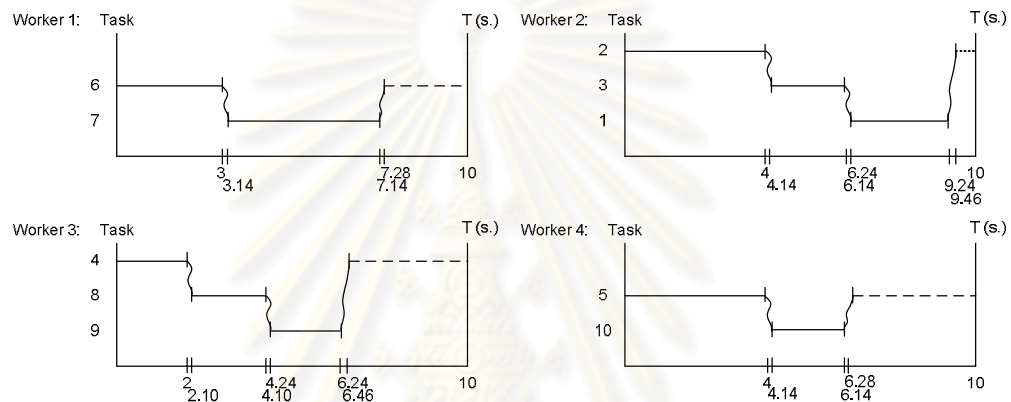 Worker 1: Task T (s.)
6
7
3 7.28 10
3.14 7.14
Worker 2: Task T (s.)
2
3
1
4 6.24 10
4.14 6.14 9.24
9.46
Worker 3: Task T (s.)
4
8
9
2 4.24 6.24 10
2.10 4.10 6.46
Worker 4: Task T (s.)
5
10
4 6.28 10
4.14 6.14